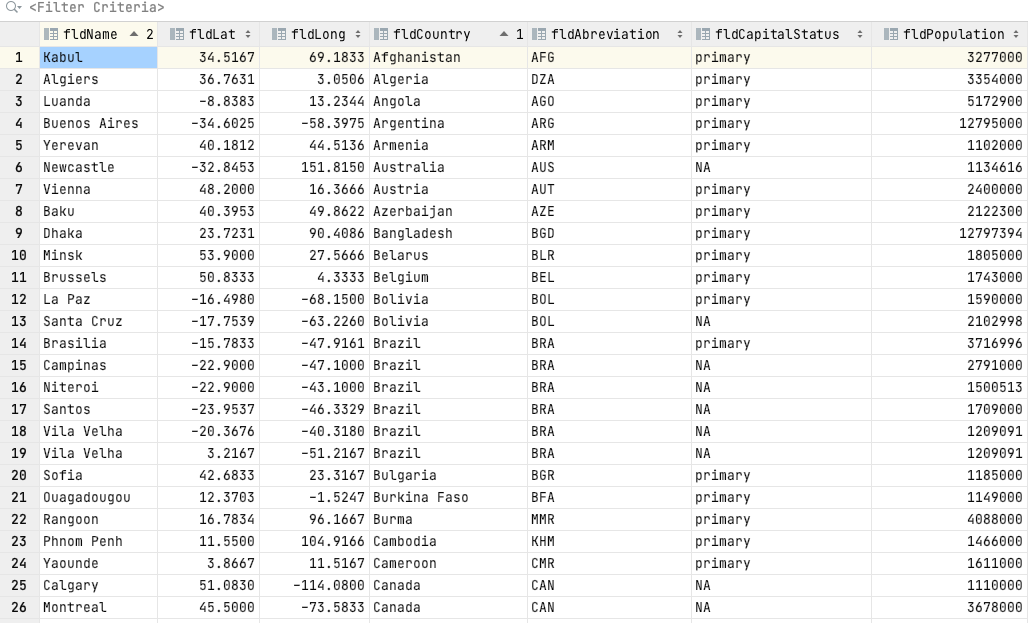 <Filter Criteria>
fldName 2 fldLat fldLong fldCountry 1 fldAbreviation fldCapitalStatus fldPopulation
1 Kabul 34.5167 69.1833 Afghanistan AFG primary 3277000
2 Algiers 36.7631 3.0506 Algeria DZA primary 3354000
3 Luanda -8.8383 13.2344 Angola AGO primary 5172900
4 Buenos Aires -34.6025 -58.3975 Argentina ARG primary 12795000
5 Yerevan 40.1812 44.5136 Armenia ARM primary 1102000
6 Newcastle -32.8453 151.8150 Australia AUS NA 1134616
7 Vienna 48.2000 16.3666 Austria AUT primary 2400000
8 Baku 40.3953 49.8622 Azerbaijan AZE primary 2122300
9 Dhaka 23.7231 90.4086 Bangladesh BGD primary 12797394
10 Minsk 53.9000 27.5666 Belarus BLR primary 1805000
11 Brussels 50.8333 4.3333 Belgium BEL primary 1743000
12 La Paz -16.4980 -68.1500 Bolivia BOL primary 1590000
13 Santa Cruz -17.7539 -63.2260 Bolivia BOL NA 2102998
14 Brasilia -15.7833 -47.9161 Brazil BRA primary 3716996
15 Campinas -22.9000 -47.1000 Brazil BRA NA 2791000
16 Niteroi -22.9000 -43.1000 Brazil BRA NA 1500513
17 Santos -23.9537 -46.3329 Brazil BRA NA 1709000
18 Vila Velha -20.3676 -40.3180 Brazil BRA NA 1209091
19 Vila Velha 3.2167 -51.2167 Brazil BRA NA 1209091
20 Sofia 42.6833 23.3167 Bulgaria BGR primary 1185000
21 Ouagadougou 12.3703 -1.5247 Burkina Faso BFA primary 1149000
22 Rangoon 16.7834 96.1667 Burma MMR primary 4088000
23 Phnom Penh 11.5500 104.9166 Cambodia KHM primary 1466000
24 Yaounde 3.8667 11.5167 Cameroon CMR primary 1611000
25 Calgary 51.0830 -114.0800 Canada CAN NA 1110000
26 Montreal 45.5000 -73.5833 Canada CAN NA 3678000